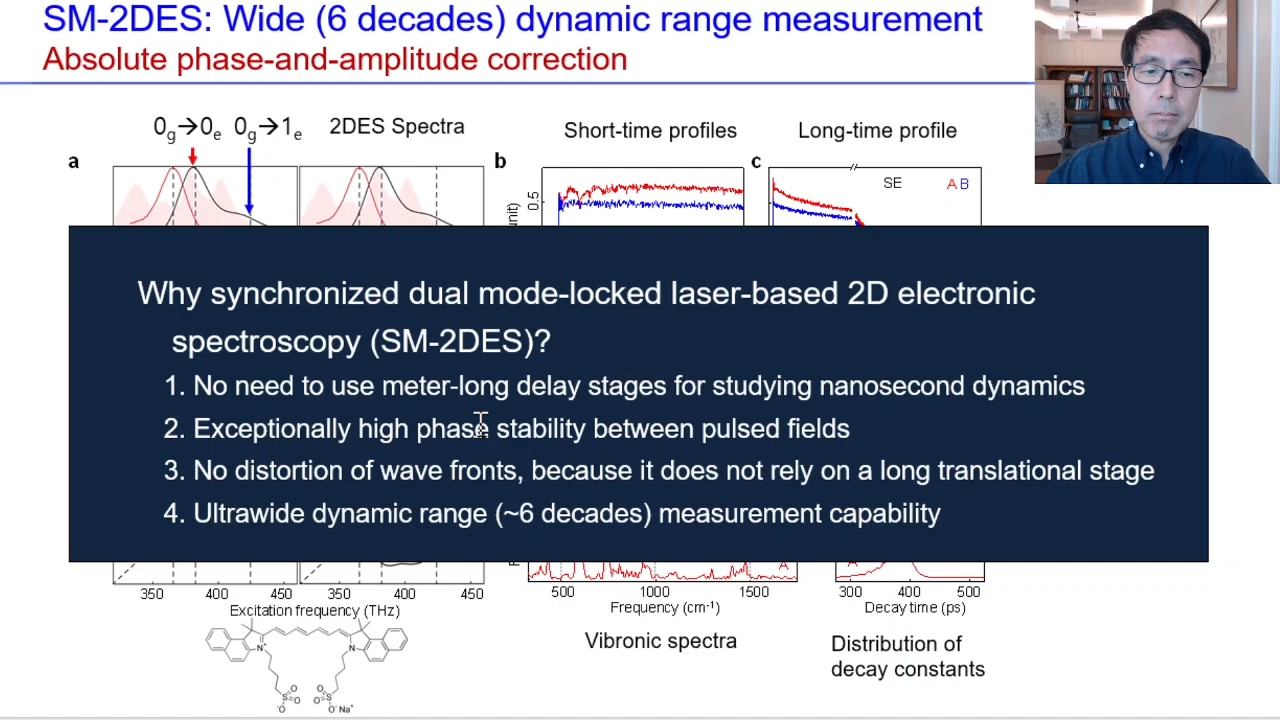 SM-2DES: Wide (6 decades) dynamic range measurement
Absolute phase-and-amplitude correction
0g→0e 0g→1e 2DES Spectra Short-time profiles Long-time profile
a b c
SE A B
0.5
unit)
Why synchronized dual mode-locked laser-based 2D electronic
spectroscopy (SM-2DES)?
1. No need to use meter-long delay stages for studying nanosecond dynamics
2. Exceptionally high phase stability between pulsed fields
3. No distortion of wave fronts, because it does not rely on a long translational stage
4. Ultrawide dynamic range (~6 decades) measurement capability
350 400 450 350 400 450 500 1000 1500 300 400 500
Excitation frequency (THz) Frequency (cm-1) Decay time (ps)
Vibronic spectra
Distribution of
decay constants
N+ N
S O O O- S O O O- Na+